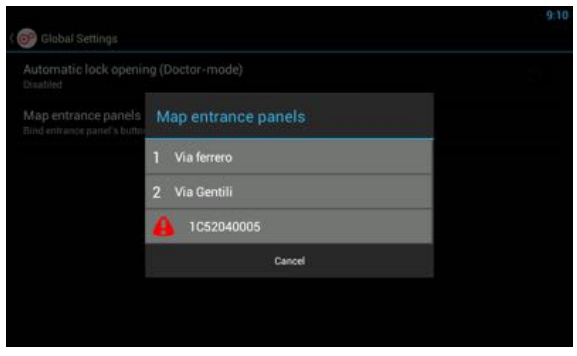 9:10
Global Settings
Automatic lock opening (Doctor-mode)
Disabled
Map entrance panels
Bind entrance panel's butto
Map entrance panels
1 Via ferrero
2 Via Gentili
1C52040005
Cancel